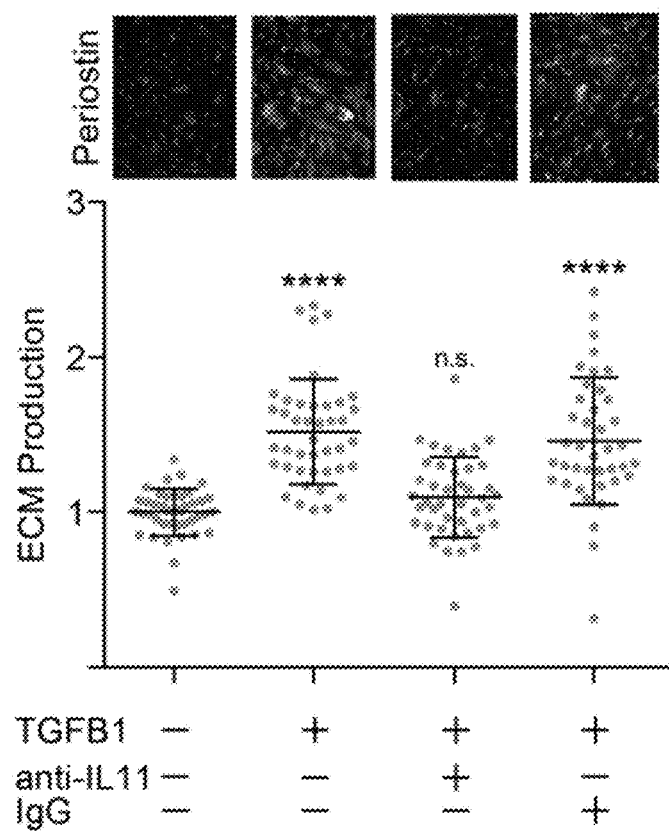 Periostin
3
****
****
2
n.s.
ECM Production
1
TGFB1 − + + +
anti-IL11 − − + −
IgG − − − +